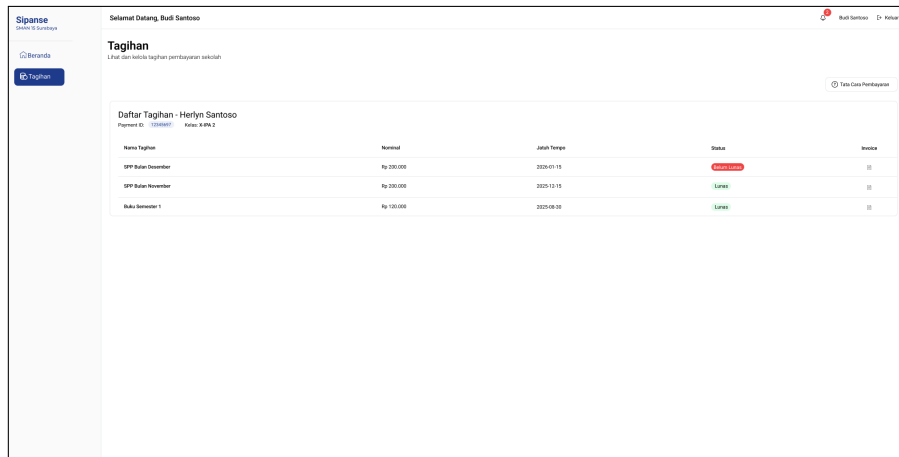 Sipanse
SMAN 15 Surabaya
Selamat Datang, Budi Santoso
2
Budi Santoso
Keluar
Beranda
Tagihan
Tagihan
Lihat dan kelola tagihan pembayaran sekolah
Tata Cara Pembayaran
Daftar Tagihan - Herlyn Santoso
Payment ID: 12345697 Kelas: X-IPA 2
Nama Tagihan Nominal Jatuh Tempo Status Invoice
SPP Bulan Desember Rp 200.000 2026-01-15 Belum Lunas
SPP Bulan November Rp 200.000 2025-12-15 Lunas
Buku Semester 1 Rp 120.000 2025-08-30 Lunas